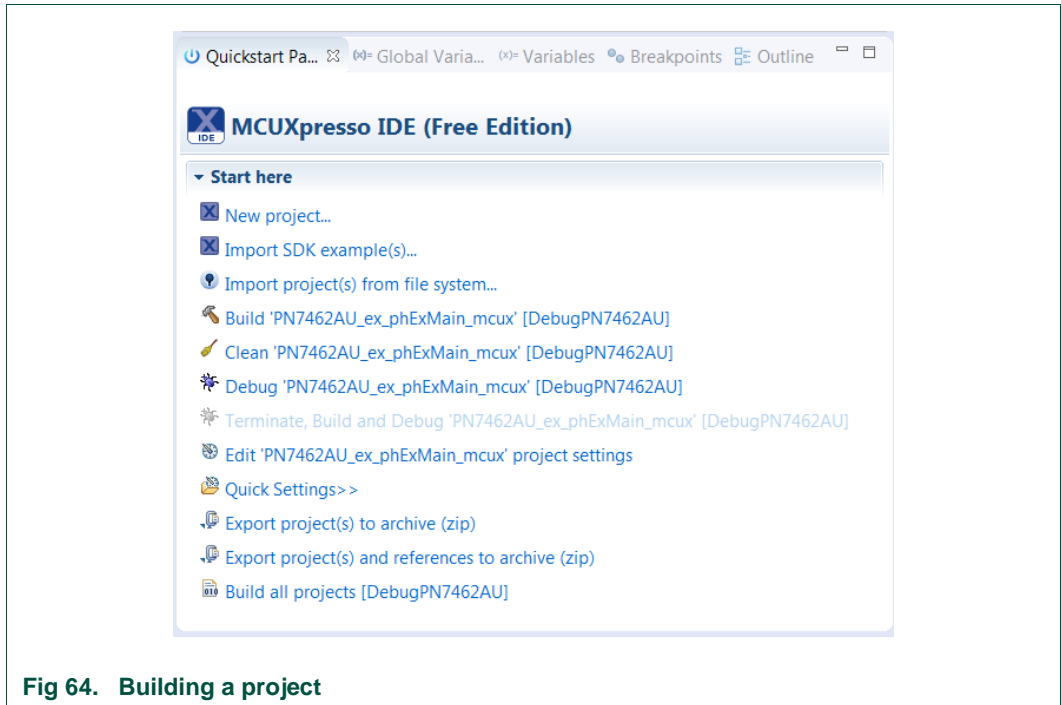 Quickstart Pa... (x)= Global Varia... (x)= Variables Breakpoints Outline
IDE
MCUXpresso IDE (Free Edition)
Start here
New project...
Import SDK example(s)...
Import project(s) from file system...
Build 'PN7462AU_ex_phExMain_mcux' [DebugPN7462AU]
Clean 'PN7462AU_ex_phExMain_mcux' [DebugPN7462AU]
Debug 'PN7462AU_ex_phExMain_mcux' [DebugPN7462AU]
Terminate, Build and Debug 'PN7462AU_ex_phExMain_mcux' [DebugPN7462AU]
Edit 'PN7462AU_ex_phExMain_mcux' project settings
Quick Settings>>
Export project(s) to archive (zip)
Export project(s) and references to archive (zip)
010 Build all projects [DebugPN7462AU]
Fig 64. Building a project